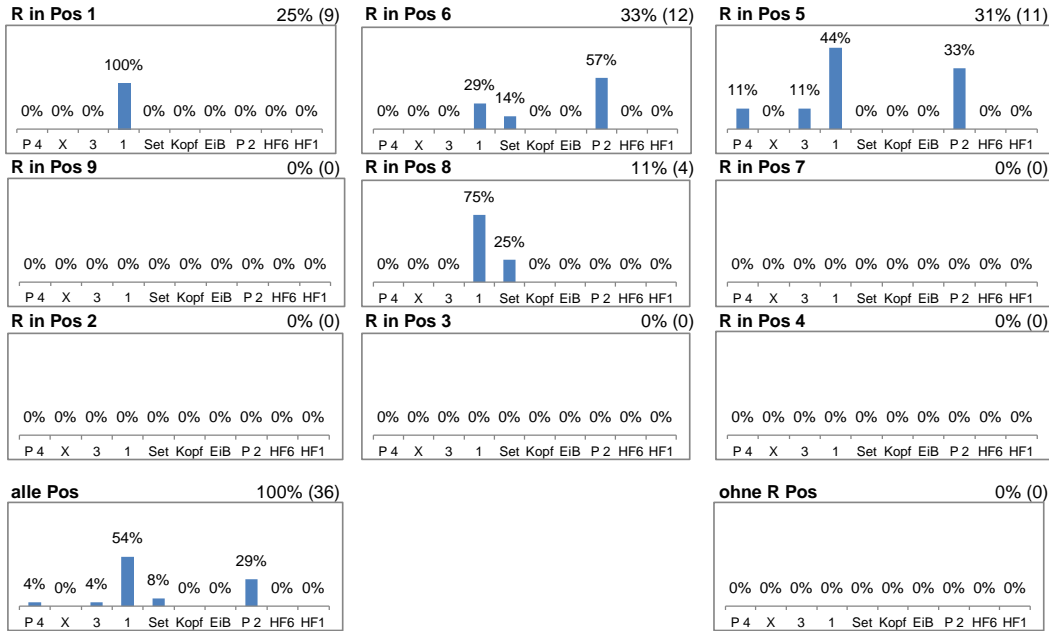 R in Pos 1 25% (9)
100%
0% 0% 0% 0% 0% 0% 0% 0% 0%
P 4 X 3 1 Set Kopf EiB P 2 HF6 HF1
R in Pos 6 33% (12)
57%
29%
14%
0% 0% 0% 0% 0% 0% 0%
P 4 X 3 1 Set Kopf EiB P 2 HF6 HF1
R in Pos 5 31% (11)
44%
33%
11% 11%
0% 0% 0% 0% 0% 0%
P 4 X 3 1 Set Kopf EiB P 2 HF6 HF1
R in Pos 9 0% (0)
0% 0% 0% 0% 0% 0% 0% 0% 0% 0%
P 4 X 3 1 Set Kopf EiB P 2 HF6 HF1
R in Pos 8 11% (4)
75%
25%
0% 0% 0% 0% 0% 0% 0% 0%
P 4 X 3 1 Set Kopf EiB P 2 HF6 HF1
R in Pos 7 0% (0)
0% 0% 0% 0% 0% 0% 0% 0% 0% 0%
P 4 X 3 1 Set Kopf EiB P 2 HF6 HF1
R in Pos 2 0% (0)
0% 0% 0% 0% 0% 0% 0% 0% 0% 0%
P 4 X 3 1 Set Kopf EiB P 2 HF6 HF1
R in Pos 3 0% (0)
0% 0% 0% 0% 0% 0% 0% 0% 0% 0%
P 4 X 3 1 Set Kopf EiB P 2 HF6 HF1
R in Pos 4 0% (0)
0% 0% 0% 0% 0% 0% 0% 0% 0% 0%
P 4 X 3 1 Set Kopf EiB P 2 HF6 HF1
alle Pos 100% (36)
54%
29%
4% 0% 4% 8% 0% 0% 0% 0%
P 4 X 3 1 Set Kopf EiB P 2 HF6 HF1
ohne R Pos 0% (0)
0% 0% 0% 0% 0% 0% 0% 0% 0% 0%
P 4 X 3 1 Set Kopf EiB P 2 HF6 HF1